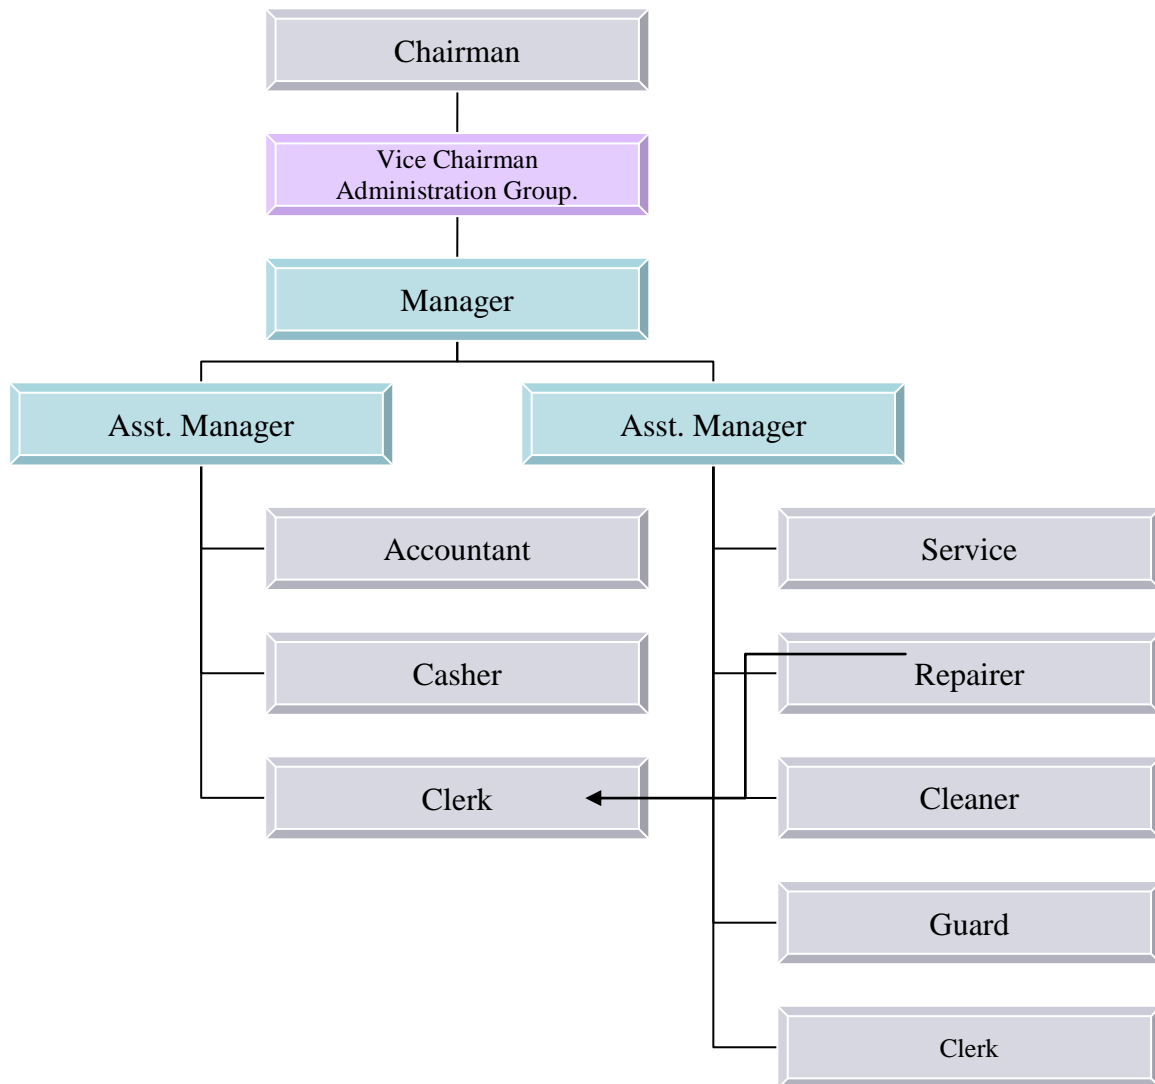 Chairman
Vice Chairman
Administration Group.
Manager
Asst. Manager
Asst. Manager
Accountant
Service
Casher
Repairer
Clerk
Cleaner
Guard
Clerk